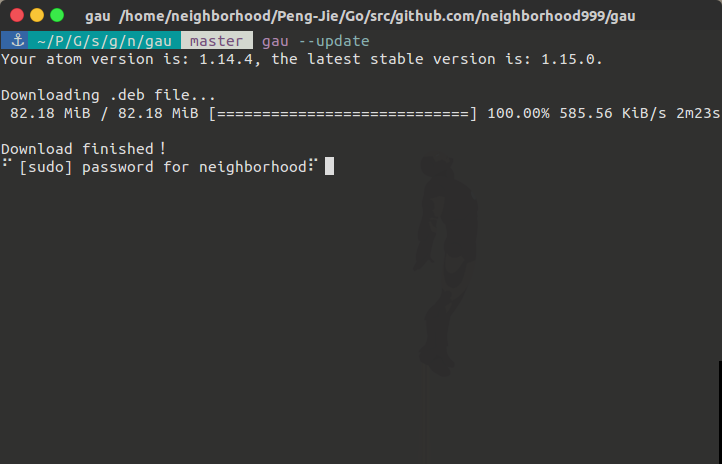 gau /home/neighborhood/Peng-Jie/Go/src/github.com/neighborhood999/gau
⚓ ~/P/G/s/g/n/gau master gau --update
Your atom version is: 1.14.4, the latest stable version is: 1.15.0.
Downloading .deb file...
82.18 MiB / 82.18 MiB [============================] 100.00% 585.56 KiB/s 2m23s
Download finished！
⠋ [sudo] password for neighborhood⠏